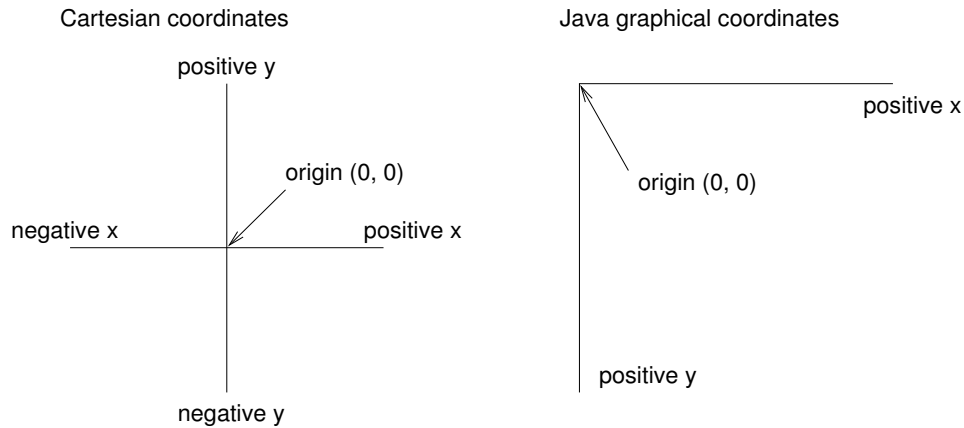 Cartesian coordinates
positive y
origin (0, 0)
negative x
positive x
negative y
Java graphical coordinates
positive x
origin (0, 0)
positive y